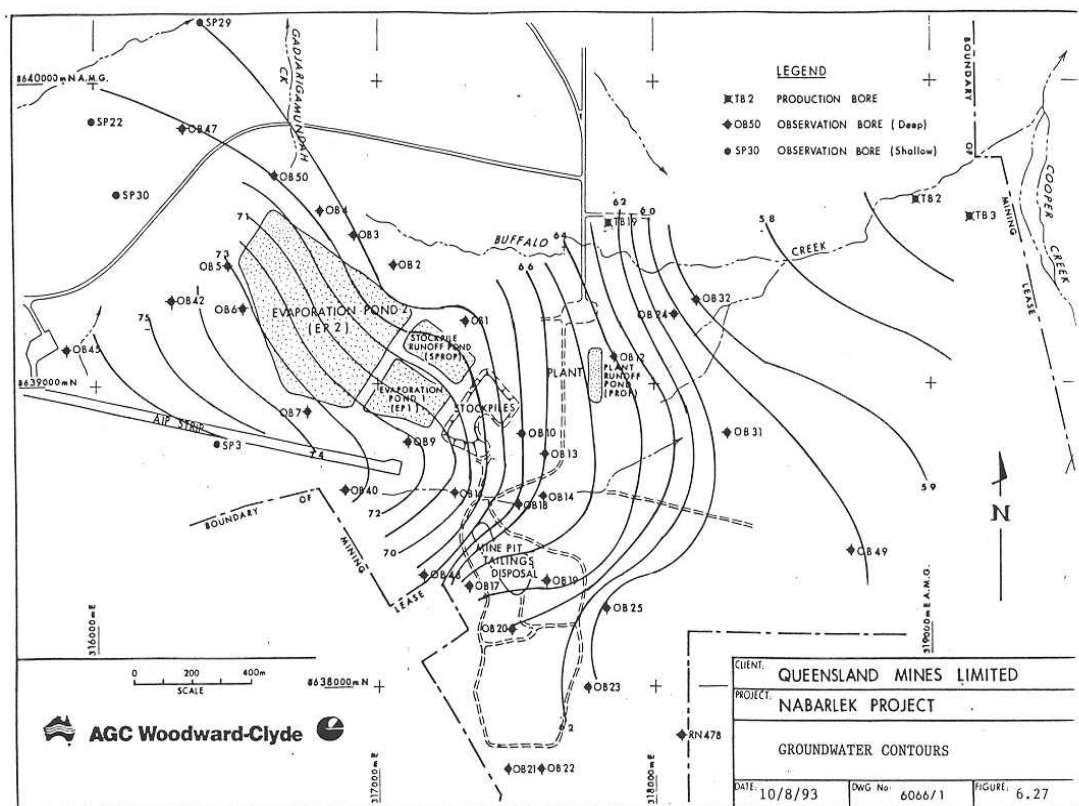 SP29
GADJARIGAMUNDAH
CK
8640000mN A.M.G.
SP22
OB47
SP30
OB50
OB4
OB3
OB2
BUFFALO
CREEK
LEGEND
TB2 PRODUCTION BORE
OB50 OBSERVATION BORE (Deep)
SP30 OBSERVATION BORE (Shallow)
BOUNDARY
OF
MINING
LEASE
COOPER
CREEK
TB2
TB3
TB19
62
60
58
64
66
71
73
75
OB5
OB42
OB6
OB45
EVAPORATION POND 2
(EP 2)
OB1
STOCKPILE
RUNOFF POND
(SPROP)
EVAPORATION
POND 1
(EP1)
STOCKPILES
PLANT
OB12
PLANT
RUNOFF
POND
(PROP)
OB32
OB24
OB31
8639000mN
AIR STRIP
OB7
SP3
74
OB9
OB10
OB13
OB40
OB14
OB18
72
70
59
OB49
BOUNDARY
OF
MINING
LEASE
MINE PIT
TAILINGS
DISPOSAL
OB48
OB17
OB19
OB20
OB25
OB23
2
OB21
OB22
RN478
N
316000mE
317000mE
318000mE
319000mE A.M.G.
8638000mN
0 200 400m
SCALE
AGC Woodward-Clyde
CLIENT:
QUEENSLAND MINES LIMITED
PROJECT:
NABARLEK PROJECT
GROUNDWATER CONTOURS
DATE: 10/8/93 DWG No: 6066/1 FIGURE: 6.27